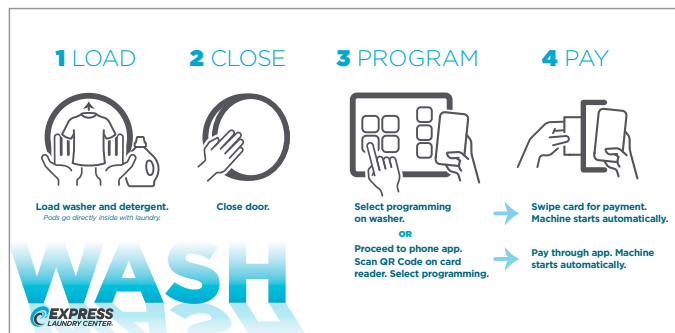 1 LOAD
Load washer and detergent.
Pods go directly inside with laundry.
2 CLOSE
Close door.
3 PROGRAM
Select programming
on washer.
OR
Proceed to phone app.
Scan QR Code on card
reader. Select programming.
4 PAY
Swipe card for payment.
Machine starts automatically.
Pay through app. Machine
starts automatically.
WASH
EXPRESS
LAUNDRY CENTER